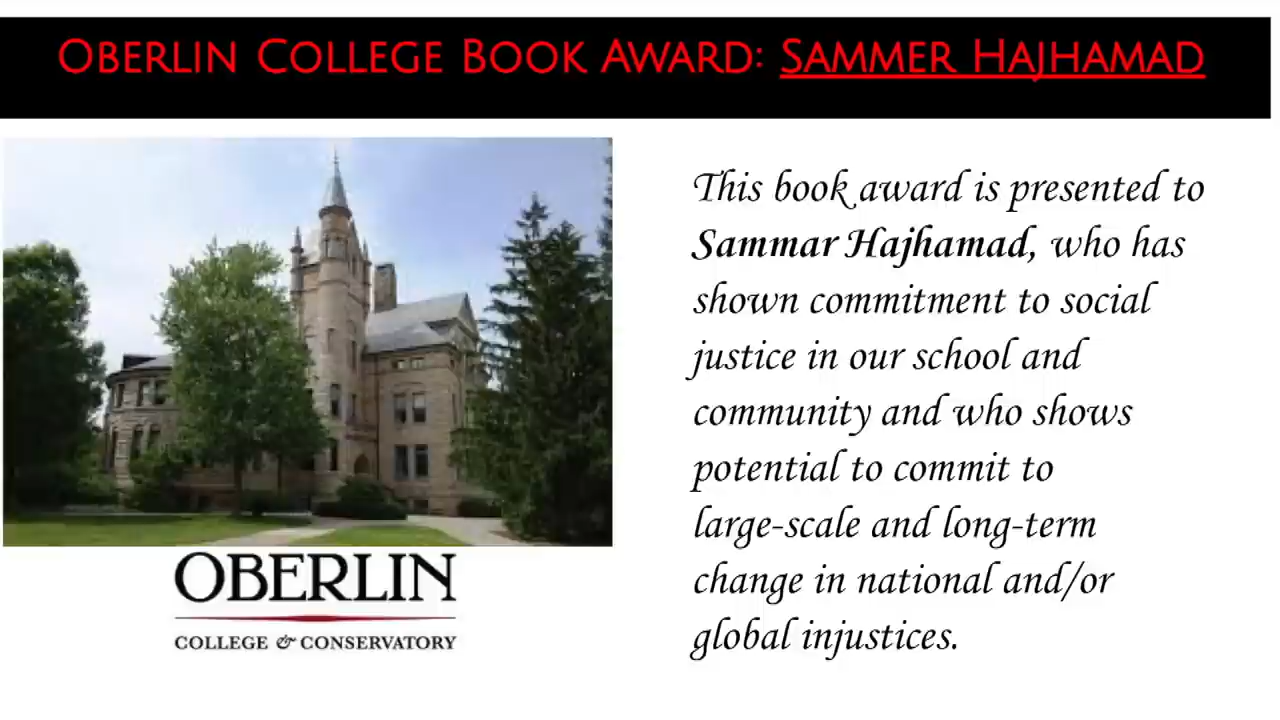 OBERLIN COLLEGE BOOK AWARD: SAMMER HAJHAMAD
This book award is presented to
Sammar Hajhamad, who has
shown commitment to social
justice in our school and
community and who shows
potential to commit to
large-scale and long-term
change in national and/or
global injustices.
OBERLIN
COLLEGE & CONSERVATORY